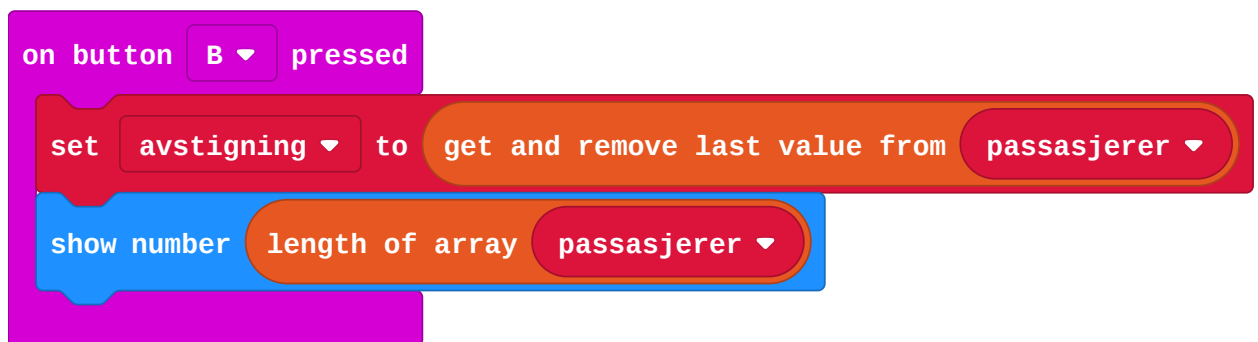 on button B pressed
set avstigning to get and remove last value from passasjerer
show number length of array passasjerer